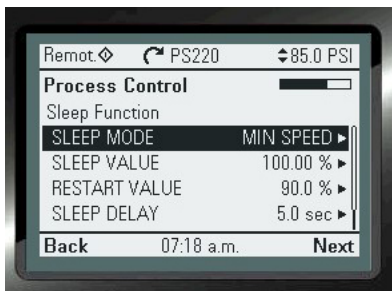 Remot. PS220 85.0 PSI
Process Control
Sleep Function
SLEEP MODE MIN SPEED
SLEEP VALUE 100.00 %
RESTART VALUE 90.0 %
SLEEP DELAY 5.0 sec
Back 07:18 a.m. Next